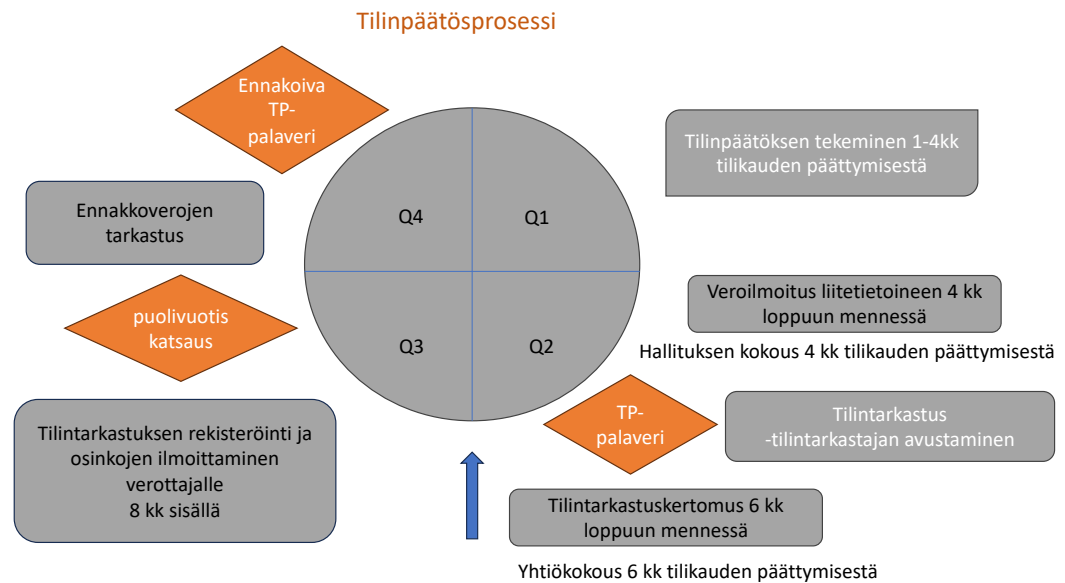 Tilinpäätösprosessi
Ennakoiva
TP-
palaveri
Tilinpäätöksen tekeminen 1-4kk
tilikauden päättymisestä
Ennakkoverojen
tarkastus
Q4
Q1
puolivuotis
katsaus
Q3
Q2
Veroilmoitus liitetietoineen 4 kk
loppuun mennessä
Hallituksen kokous 4 kk tilikauden päättymisestä
TP-
palaveri
Tilintarkastus
-tilintarkastajan avustaminen
Tilintarkastuksen rekisteröinti ja
osinkojen ilmoittaminen
verottajalle
8 kk sisällä
Tilintarkastuskertomus 6 kk
loppuun mennessä
Yhtiökokous 6 kk tilikauden päättymisestä